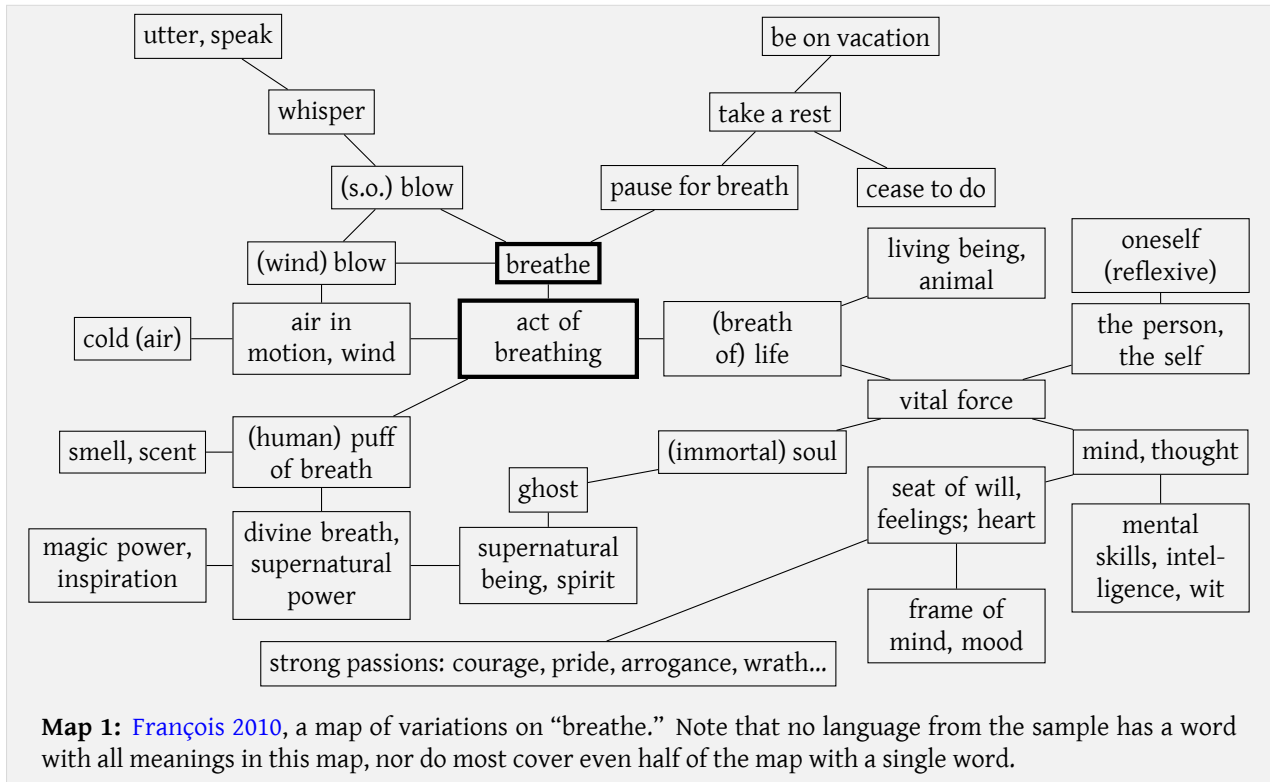 utter, speak
be on vacation
whisper
take a rest
(s.o.) blow
pause for breath
cease to do
(wind) blow
breathe
living being,
animal
oneself
(reflexive)
cold (air)
air in
motion, wind
act of
breathing
(breath
of) life
the person,
the self
vital force
smell, scent
(human) puff
of breath
(immortal) soul
mind, thought
ghost
seat of will,
feelings; heart
magic power,
inspiration
divine breath,
supernatural
power
supernatural
being, spirit
mental
skills, intel-
ligence, wit
frame of
mind, mood
strong passions: courage, pride, arrogance, wrath...
Map 1: François 2010, a map of variations on “breathe.” Note that no language from the sample has a word
with all meanings in this map, nor do most cover even half of the map with a single word.